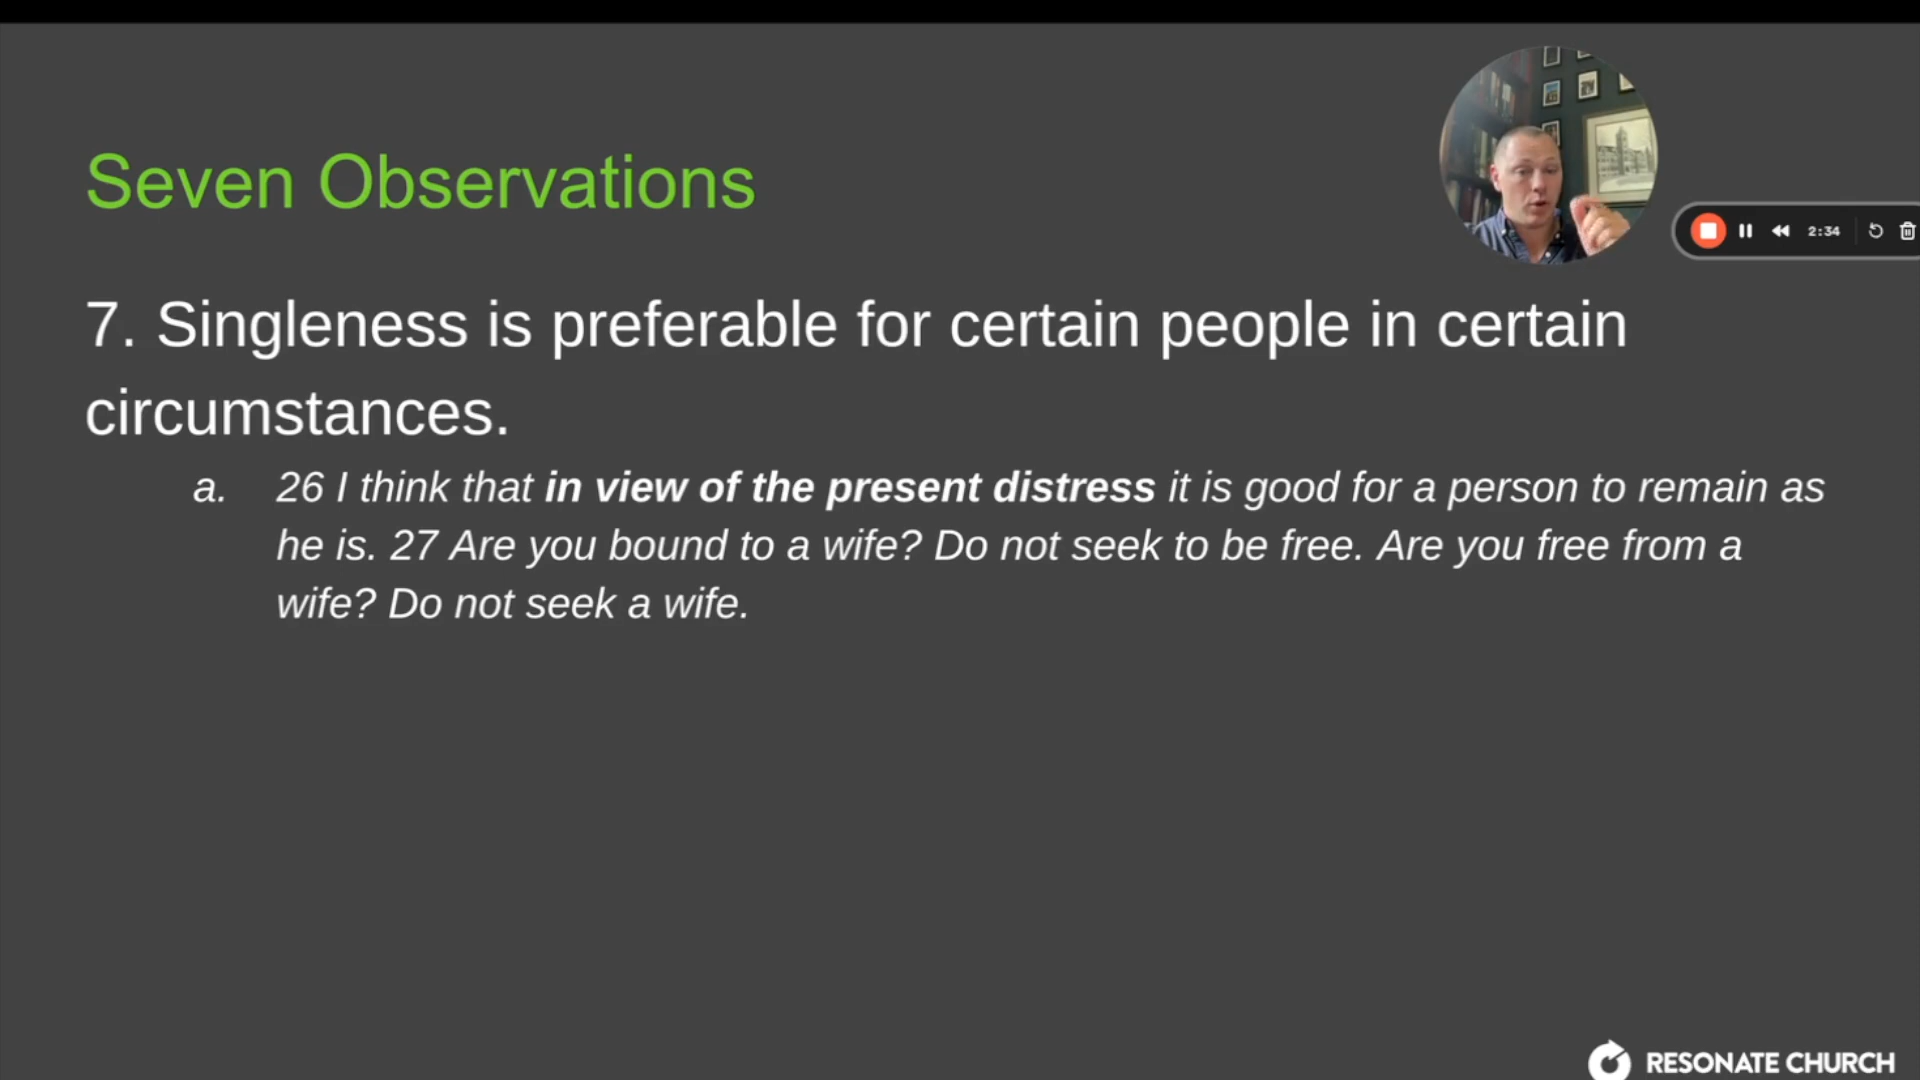 Seven Observations
2:34
7. Singleness is preferable for certain people in certain
circumstances.
a. 26 I think that in view of the present distress it is good for a person to remain as
he is. 27 Are you bound to a wife? Do not seek to be free. Are you free from a
wife? Do not seek a wife.
RESONATE CHURCH